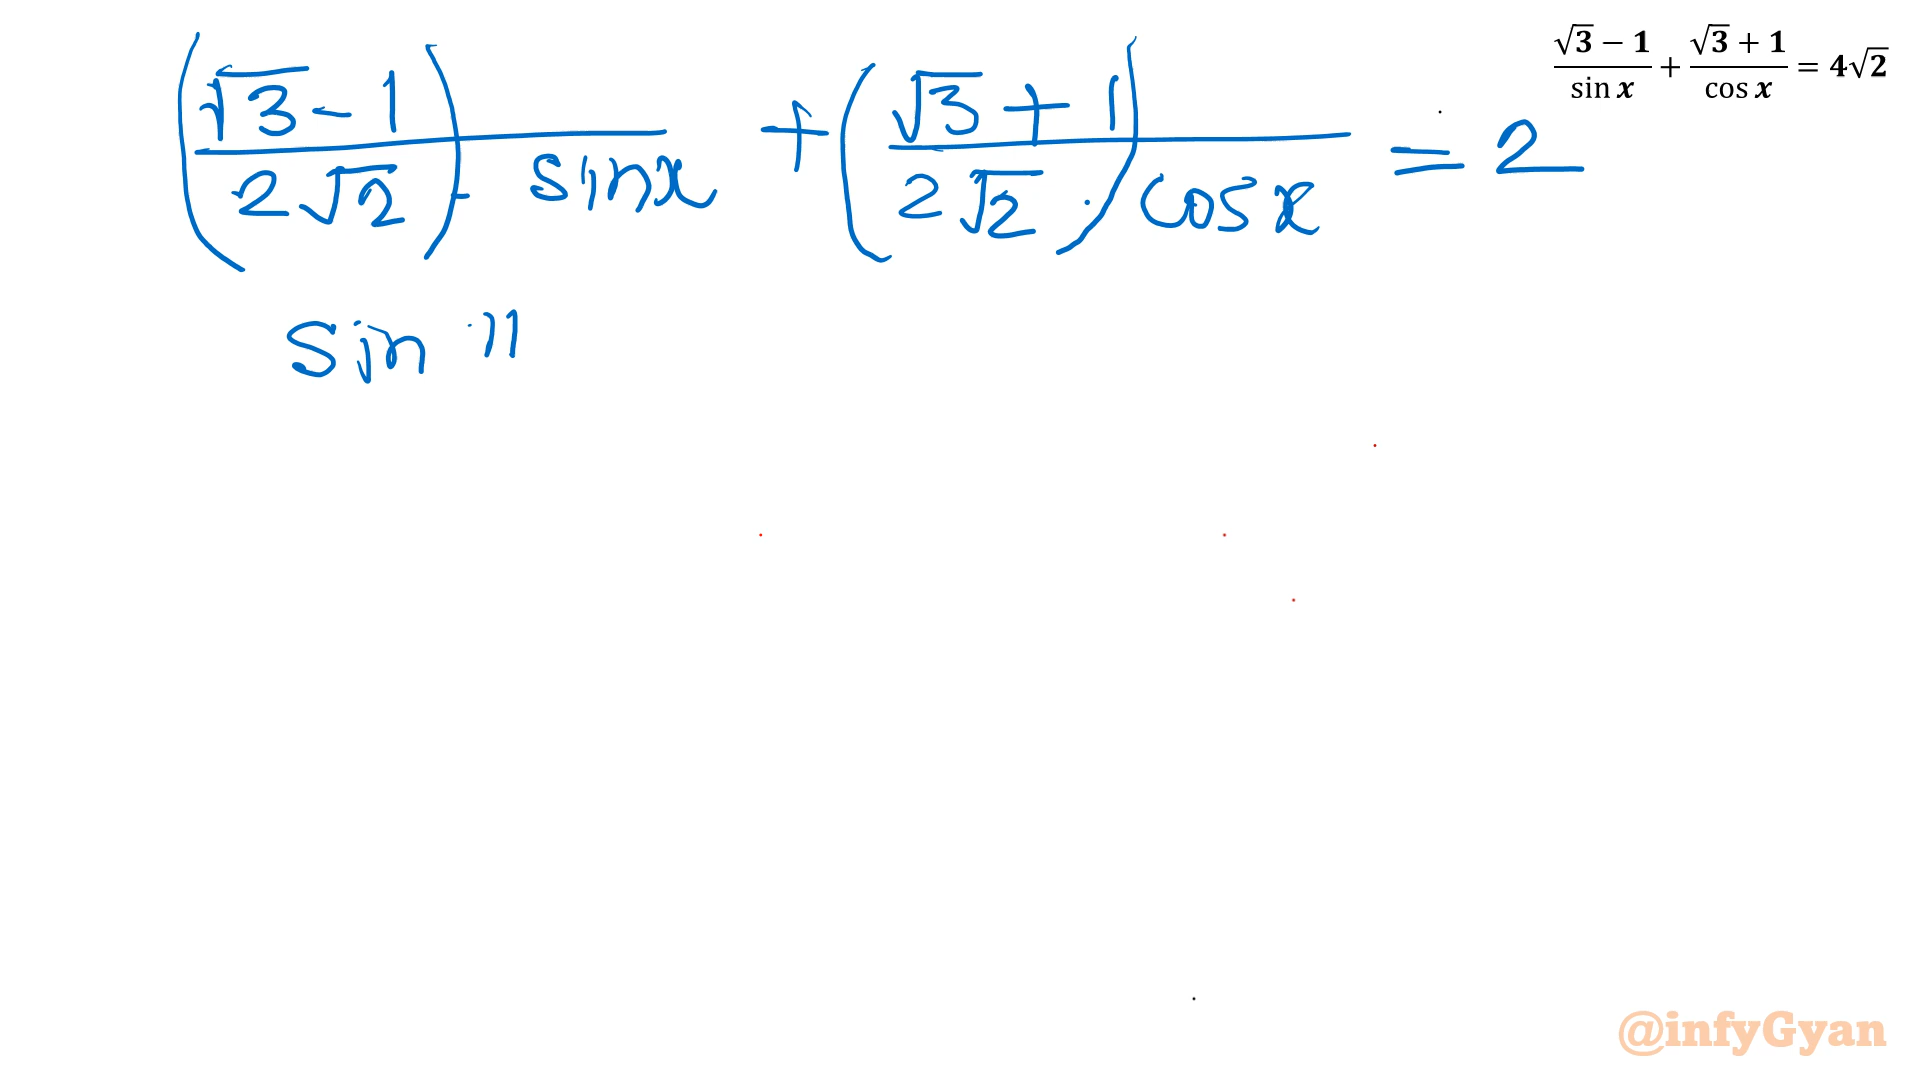 (√3 - 1 / 2√2) · sinx + (√3 + 1 / 2√2 ·) cosx = 2
sin π
√3 − 1 / sin x + √3 + 1 / cos x = 4√2
@infyGyan